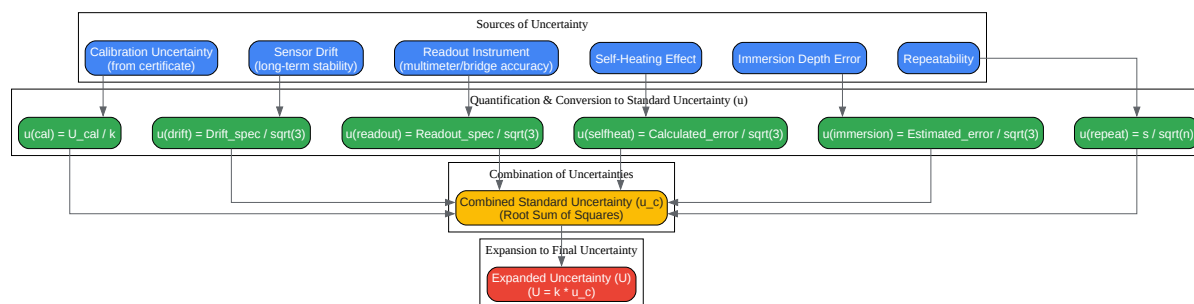 Sources of Uncertainty
Calibration Uncertainty
(from certificate)
Sensor Drift
(long-term stability)
Readout Instrument
(multimeter/bridge accuracy)
Self-Heating Effect
Immersion Depth Error
Repeatability
Quantification & Conversion to Standard Uncertainty (u)
u(cal) = U_cal / k
u(drift) = Drift_spec / sqrt(3)
u(readout) = Readout_spec / sqrt(3)
u(selfheat) = Calculated_error / sqrt(3)
u(immersion) = Estimated_error / sqrt(3)
u(repeat) = s / sqrt(n)
Combination of Uncertainties
Combined Standard Uncertainty (u_c)
(Root Sum of Squares)
Expansion to Final Uncertainty
Expanded Uncertainty (U)
(U = k * u_c)